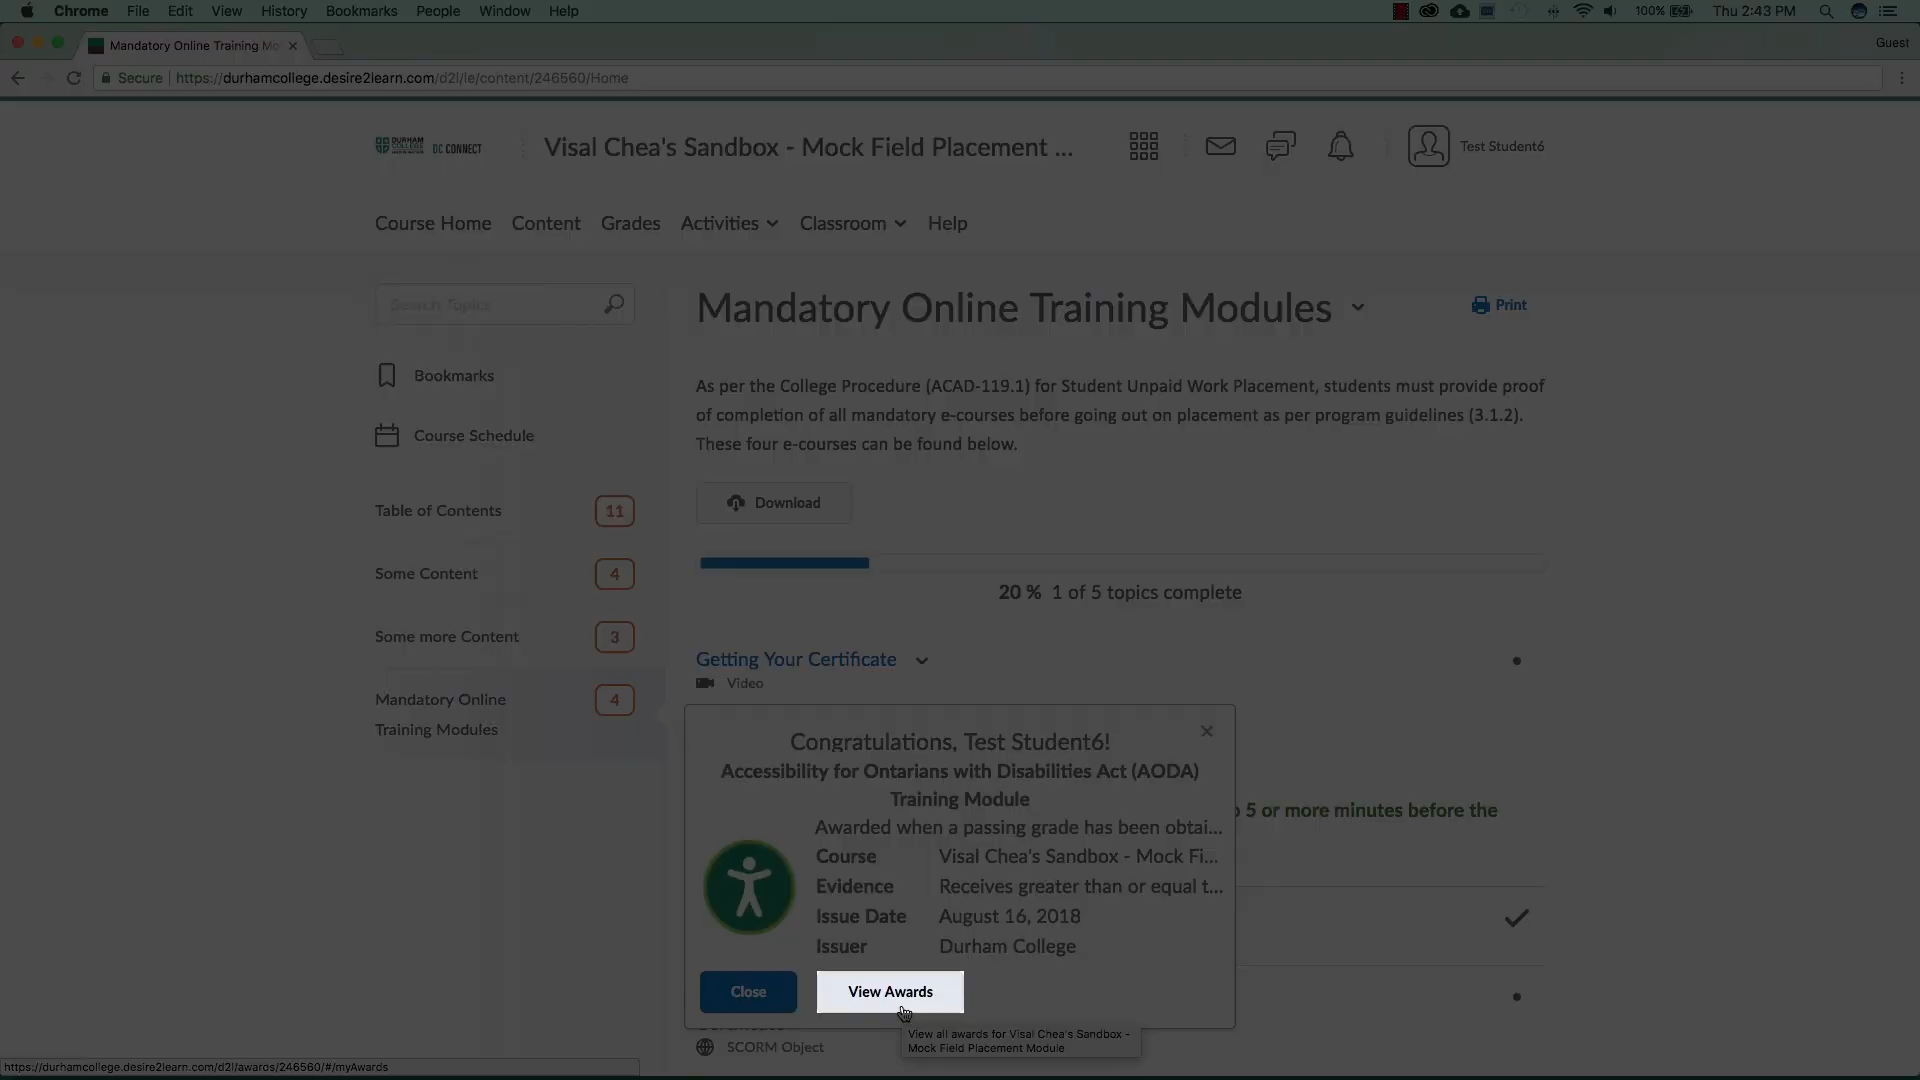 Chrome File Edit View History Bookmarks People Window Help 100% Thu 2:43 PM
Mandatory Online Training Mo Guest
Secure https://durhamcollege.desire2learn.com/d2l/le/content/246560/Home
DURHAM COLLEGE DC CONNECT Visal Chea's Sandbox - Mock Field Placement ... Test Student6
Course Home Content Grades Activities Classroom Help
Search Topics
Mandatory Online Training Modules Print
Bookmarks
Course Schedule
As per the College Procedure (ACAD-119.1) for Student Unpaid Work Placement, students must provide proof
of completion of all mandatory e-courses before going out on placement as per program guidelines (3.1.2).
These four e-courses can be found below.
Download
Table of Contents 11
Some Content 4
Some more Content 3
Mandatory Online 4
Training Modules
20 % 1 of 5 topics complete
Getting Your Certificate
Video
5 or more minutes before the
Congratulations, Test Student6!
Accessibility for Ontarians with Disabilities Act (AODA)
Training Module
Awarded when a passing grade has been obtai...
Course Visal Chea's Sandbox - Mock Fi...
Evidence Receives greater than or equal t...
Issue Date August 16, 2018
Issuer Durham College
Close View Awards
View all awards for Visal Chea's Sandbox -
Mock Field Placement Module
SCORM Object
https://durhamcollege.desire2learn.com/d2l/awards/246560/#/myAwards